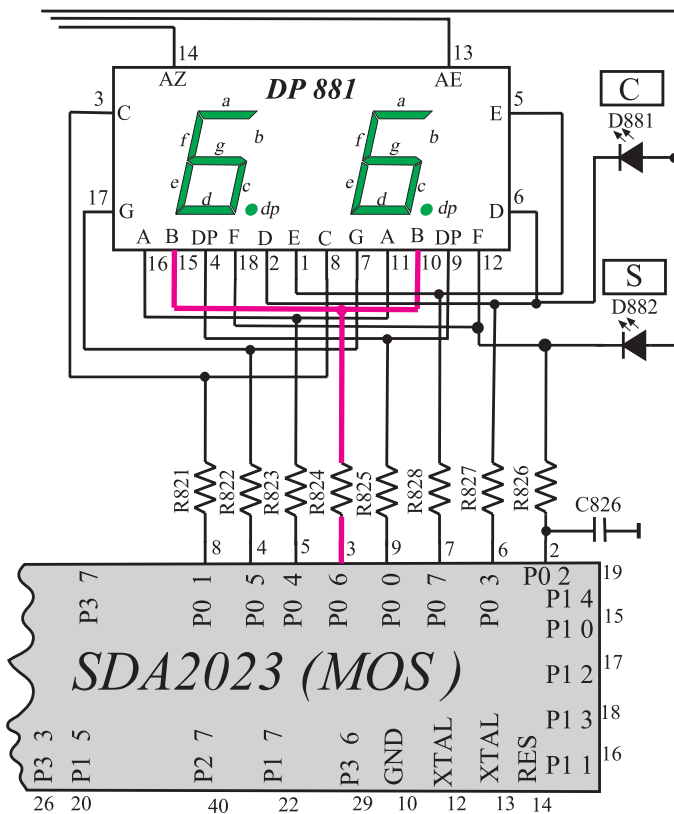 14 13
AZ DP 881 AE
3 C a a E 5 C
f b f b D881
g g
e c e c
17 G d dp d dp D 6
A B DP F D E C G A B DP F
16 15 4 18 2 1 8 7 11 10 9 12
S
D882
R821 R822 R823 R824 R825 R828 R827 R826
C826
8 4 5 3 9 7 6 2
P3 7 P0 1 P0 5 P0 4 P0 6 P0 0 P0 7 P0 3 P0 2 19
P1 4
15
P1 0
SDA2023 (MOS )
17
P1 2
18
P1 3
16
P1 1
P3 3 P1 5 P2 7 P1 7 P3 6 GND XTAL XTAL RES
26 20 40 22 29 10 12 13 14